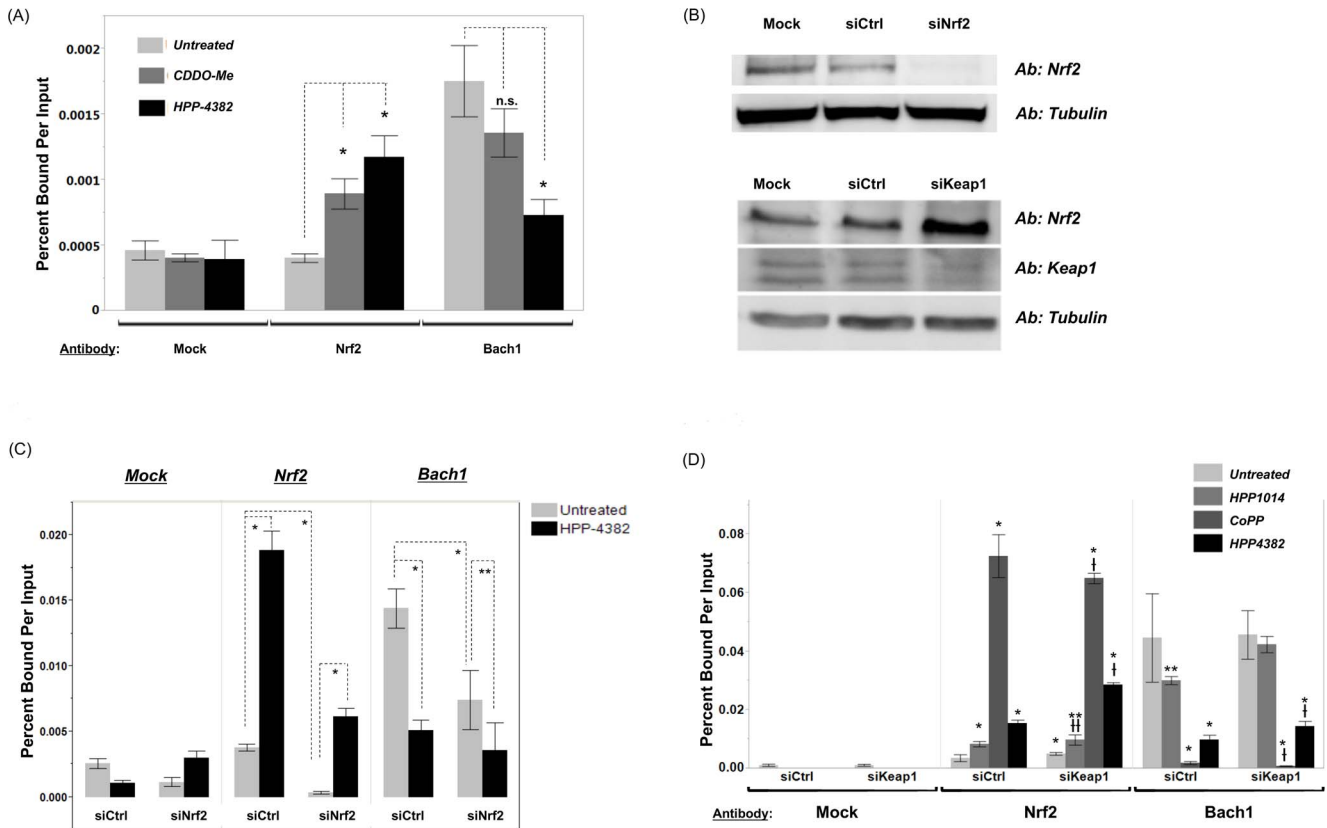 (A)
Percent Bound Per Input
0.002
0.0015
0.001
0.0005
0
Untreated
CDDO-Me
HPP-4382
*
*
n.s.
*
Antibody:
Mock
Nrf2
Bach1
(B)
Mock siCtrl siNrf2
Ab: Nrf2
Ab: Tubulin
Mock siCtrl siKeap1
Ab: Nrf2
Ab: Keap1
Ab: Tubulin
(C)
Mock
Nrf2
Bach1
Untreated
HPP-4382
Percent Bound Per Input
0.020
0.015
0.010
0.005
0.000
*
*
*
*
*
**
siCtrl siNrf2 siCtrl siNrf2 siCtrl siNrf2
(D)
Untreated
HPP1014
CoPP
HPP4382
Percent Bound Per Input
0.08
0.06
0.04
0.02
0.00
*
*
*
*
**
‡
*
†
*
†
**
*
*
*
†
*
†
siCtrl siKeap1 siCtrl siKeap1 siCtrl siKeap1
Antibody:
Mock
Nrf2
Bach1